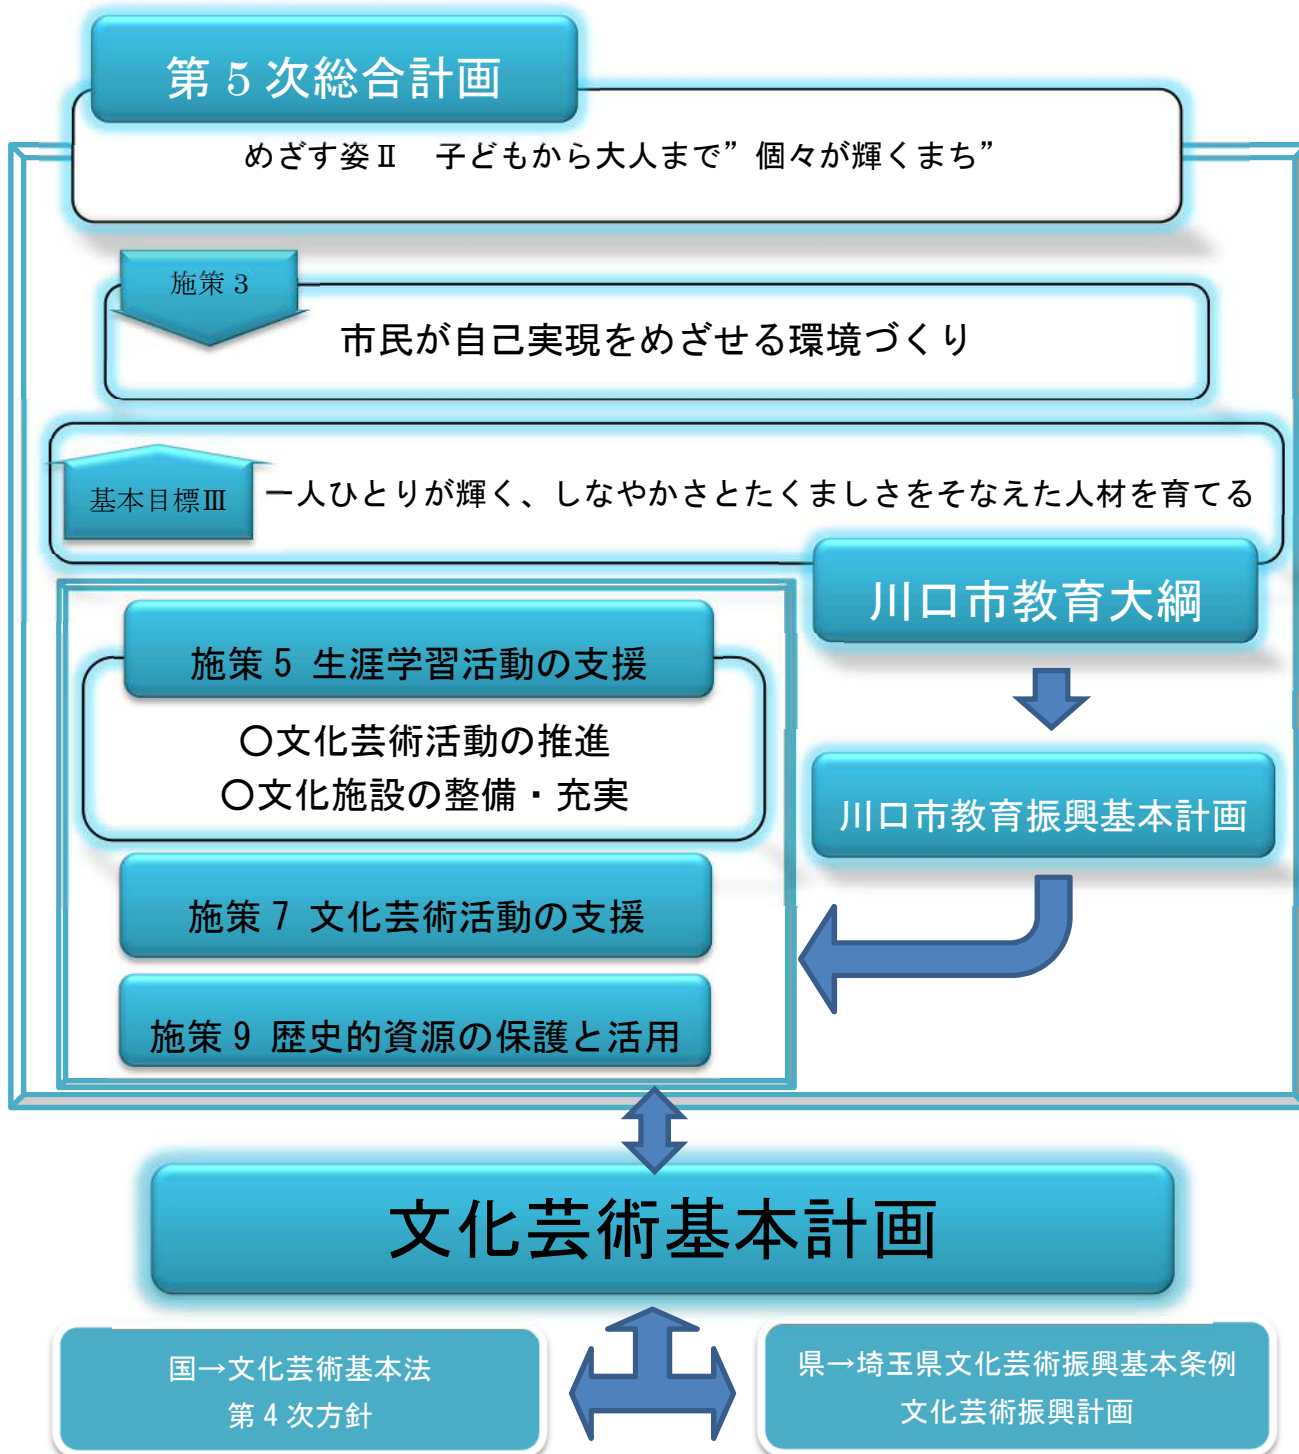 第5次総合計画
めざす姿Ⅱ　子どもから大人まで”個々が輝くまち”
施策3
市民が自己実現をめざせる環境づくり
基本目標Ⅲ
一人ひとりが輝く、しなやかさとたくましさをそなえた人材を育てる
川口市教育大綱
施策5 生涯学習活動の支援
〇文化芸術活動の推進
〇文化施設の整備・充実
川口市教育振興基本計画
施策7 文化芸術活動の支援
施策9 歴史的資源の保護と活用
文化芸術基本計画
国→文化芸術基本法
第4次方針
県→埼玉県文化芸術振興基本条例
文化芸術振興計画